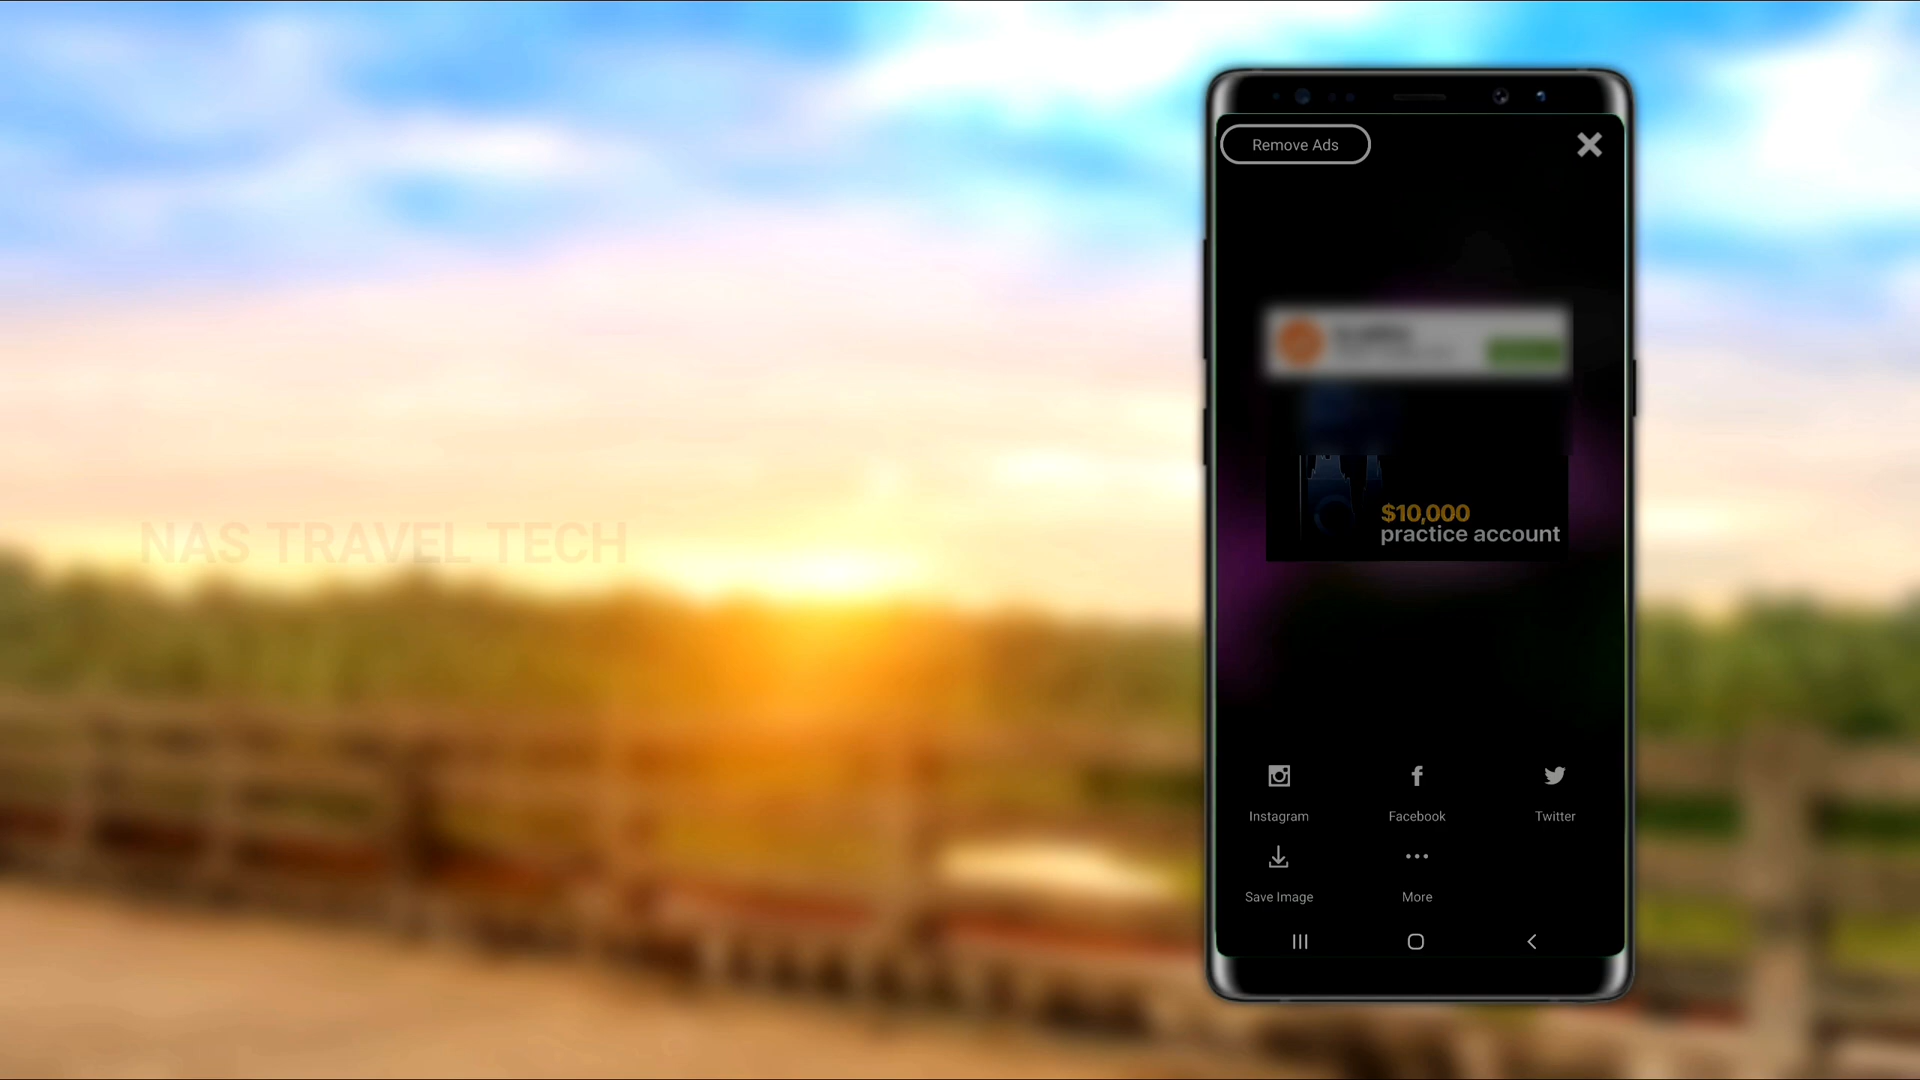 NAS TRAVEL TECH
Remove Ads
$10,000
practice account
Instagram
Facebook
Twitter
Save Image
More